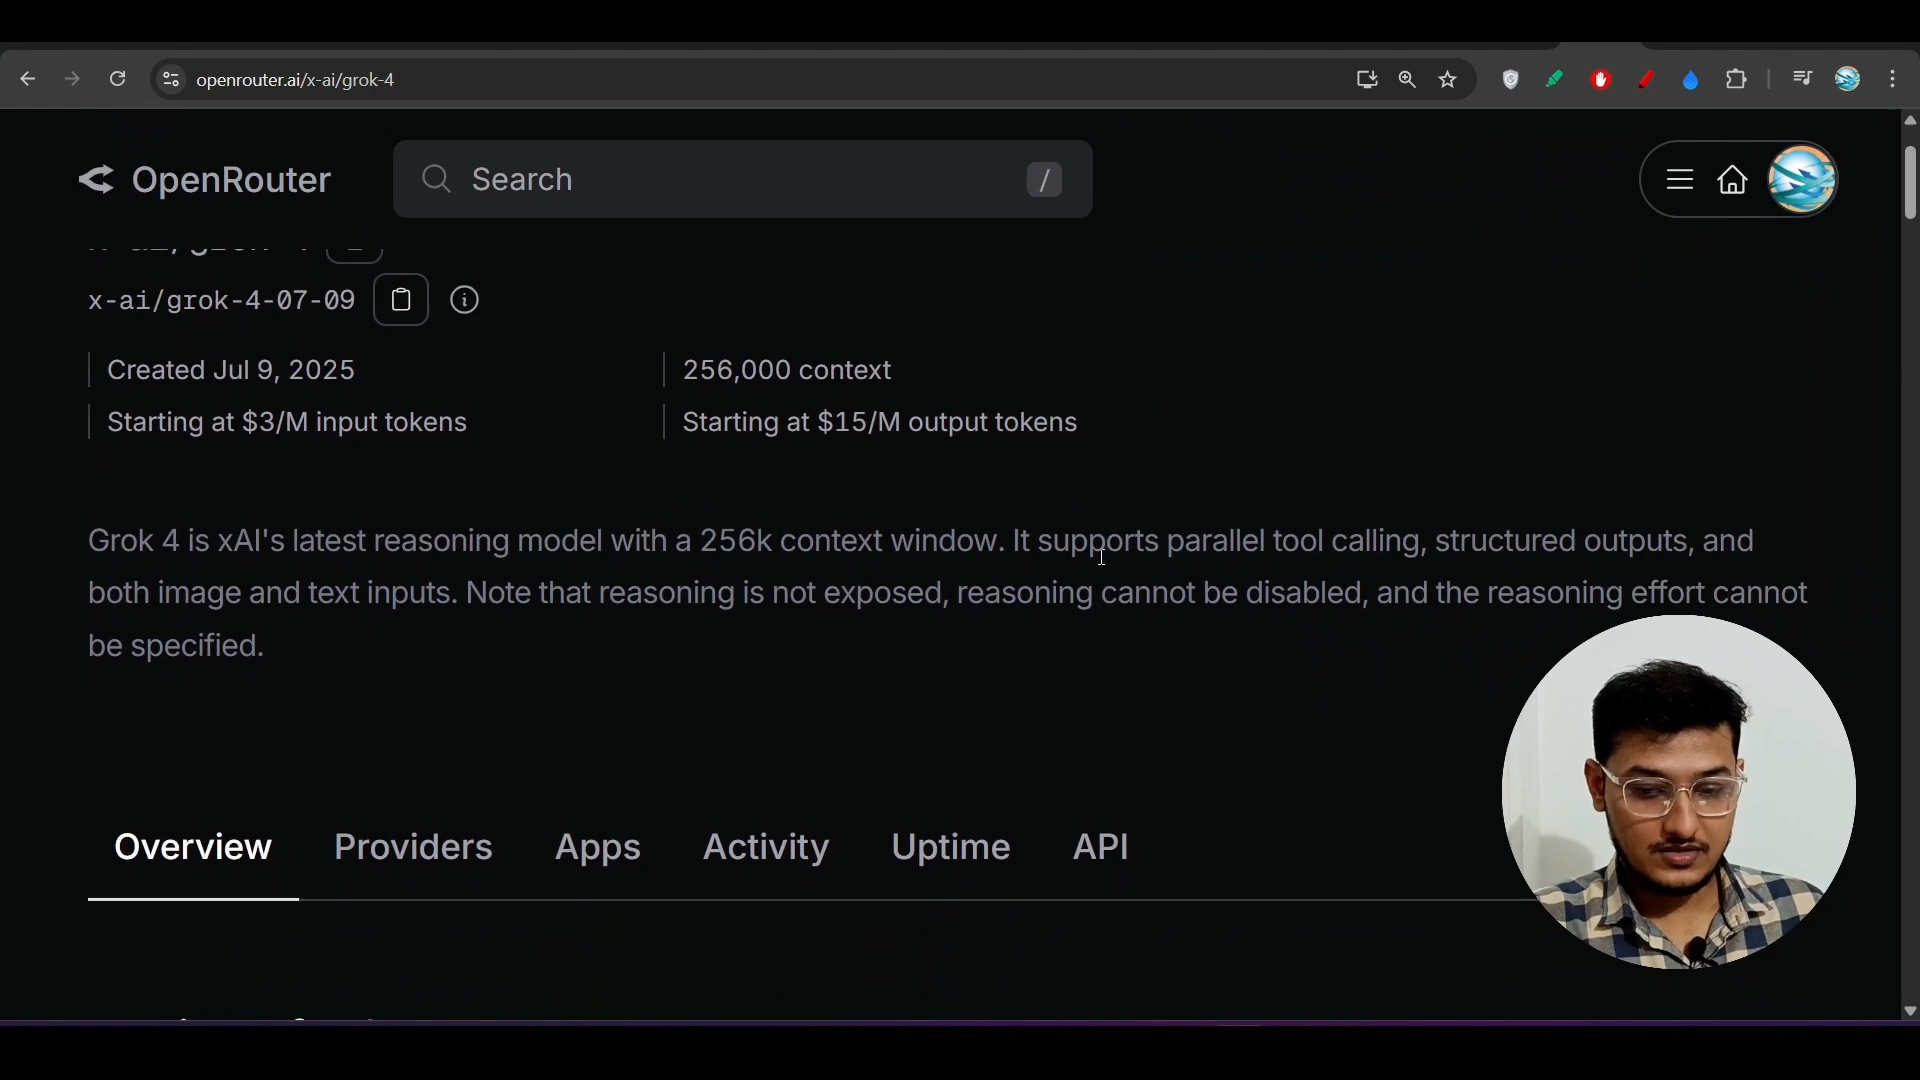 openrouter.ai/x-ai/grok-4
OpenRouter
Search
/
x-ai/grok-4-07-09
Created Jul 9, 2025
256,000 context
Starting at $3/M input tokens
Starting at $15/M output tokens
Grok 4 is xAI's latest reasoning model with a 256k context window. It supports parallel tool calling, structured outputs, and
both image and text inputs. Note that reasoning is not exposed, reasoning cannot be disabled, and the reasoning effort cannot
be specified.
Overview Providers Apps Activity Uptime API